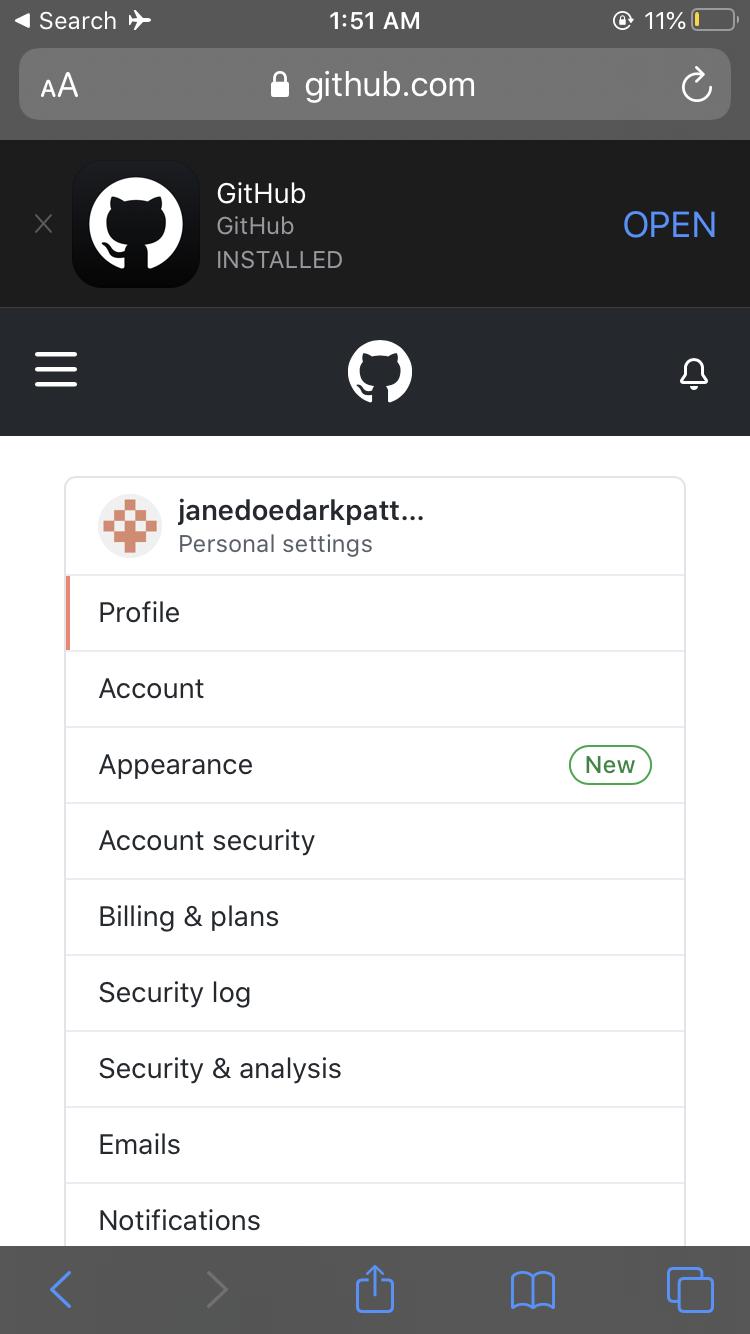 Search
1:51 AM
11%
AA
github.com
GitHub
GitHub
INSTALLED
OPEN
janedoedarkpatt...
Personal settings
Profile
Account
Appearance
New
Account security
Billing & plans
Security log
Security & analysis
Emails
Notifications